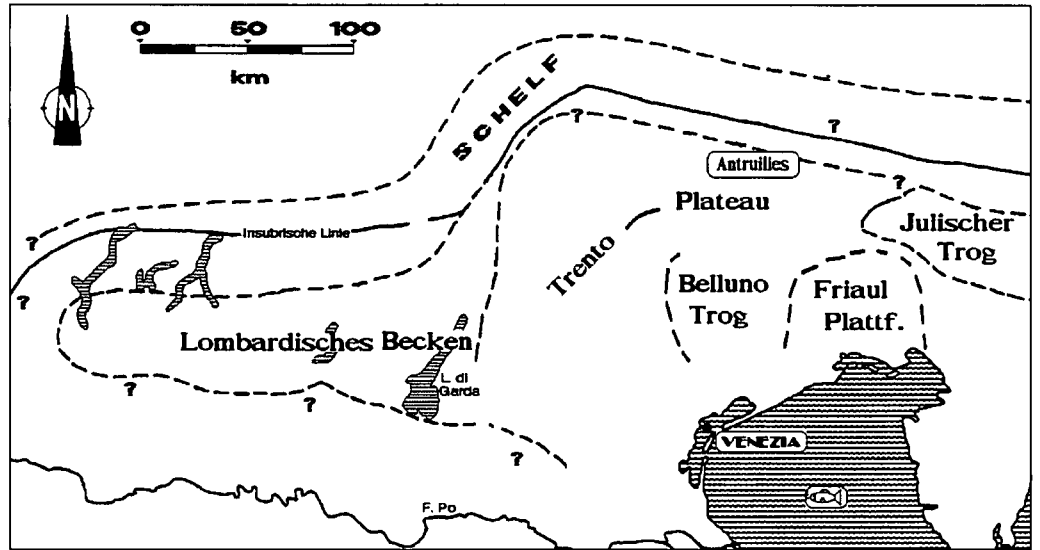 0 50 100
km
N
SCHELF
?
?
Antruilles
?
?
Plateau
Insubrische Linie
Julischer
Trog
Trento
?
Belluno
Trog
Friaul
Plattf.
Lombardisches Becken
L. di
Garda
?
?
VENEZIA
?
F. Po